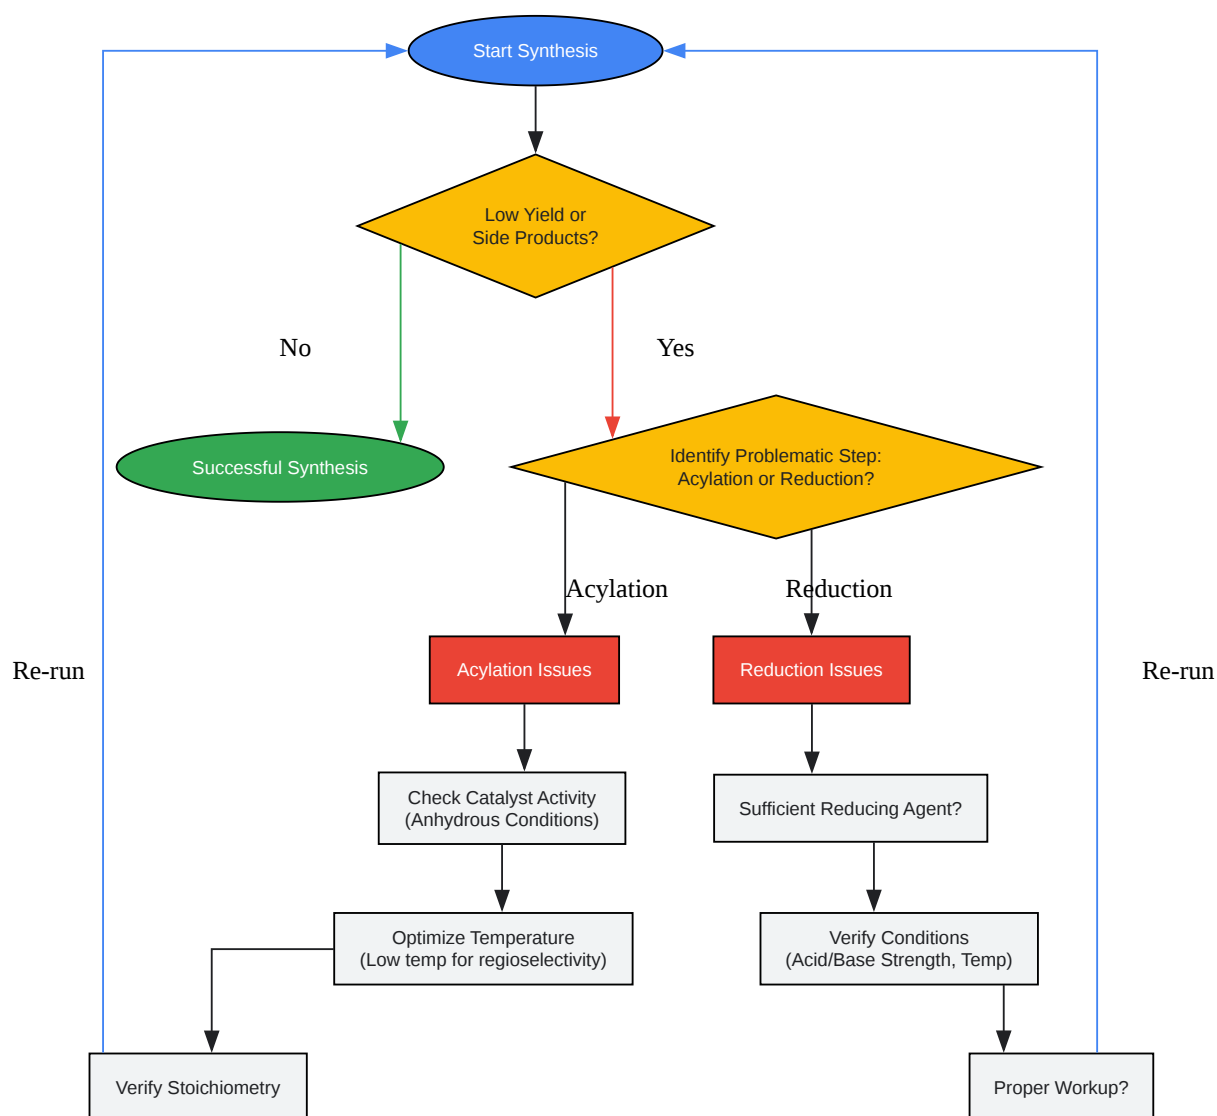 Start Synthesis
Low Yield or
Side Products?
No
Yes
Successful Synthesis
Identify Problematic Step:
Acylation or Reduction?
Acylation
Reduction
Re-run
Acylation Issues
Reduction Issues
Re-run
Check Catalyst Activity
(Anhydrous Conditions)
Sufficient Reducing Agent?
Optimize Temperature
(Low temp for regioselectivity)
Verify Conditions
(Acid/Base Strength, Temp)
Verify Stoichiometry
Proper Workup?